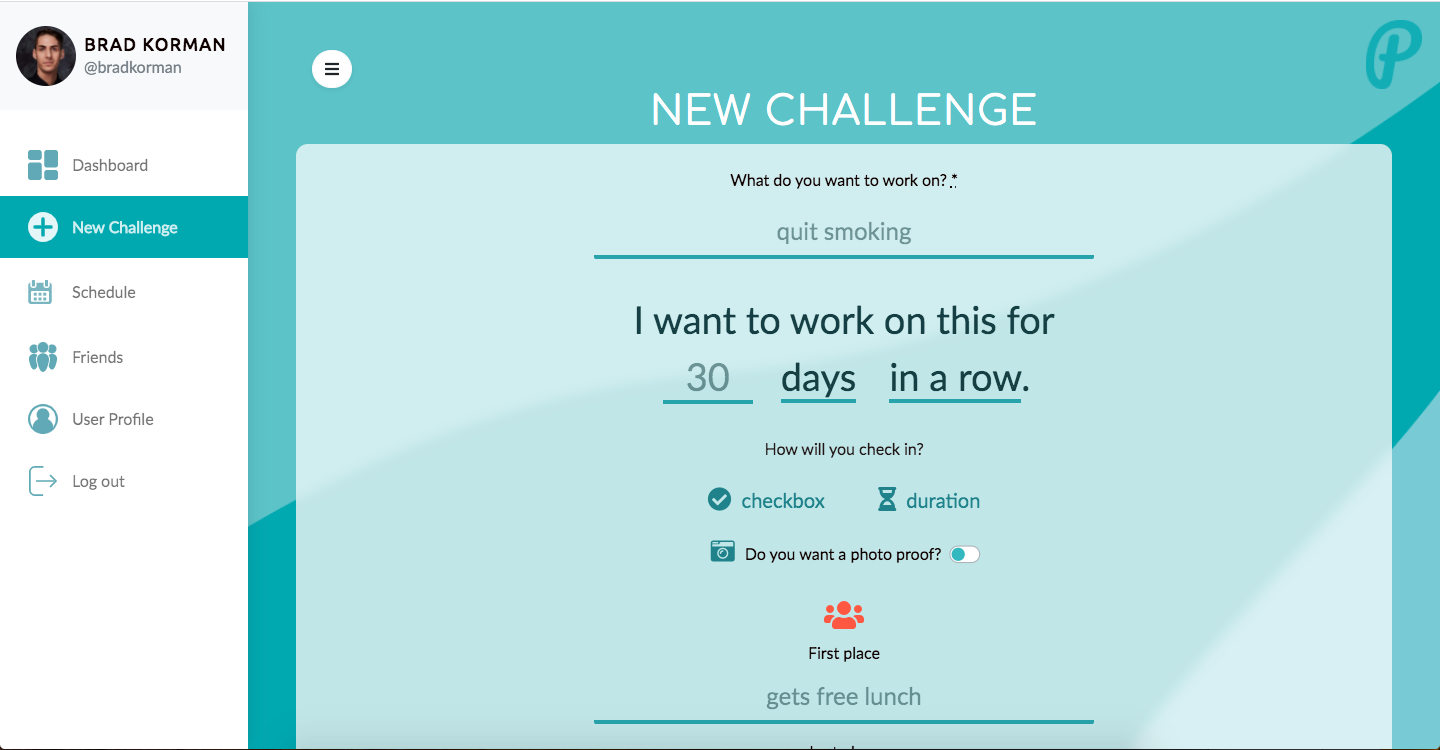 BRAD KORMAN
@bradkorman
Dashboard
New Challenge
Schedule
Friends
User Profile
Log out
P
NEW CHALLENGE
What do you want to work on? *
quit smoking
I want to work on this for
30 days in a row.
How will you check in?
checkbox duration
Do you want a photo proof?
First place
gets free lunch